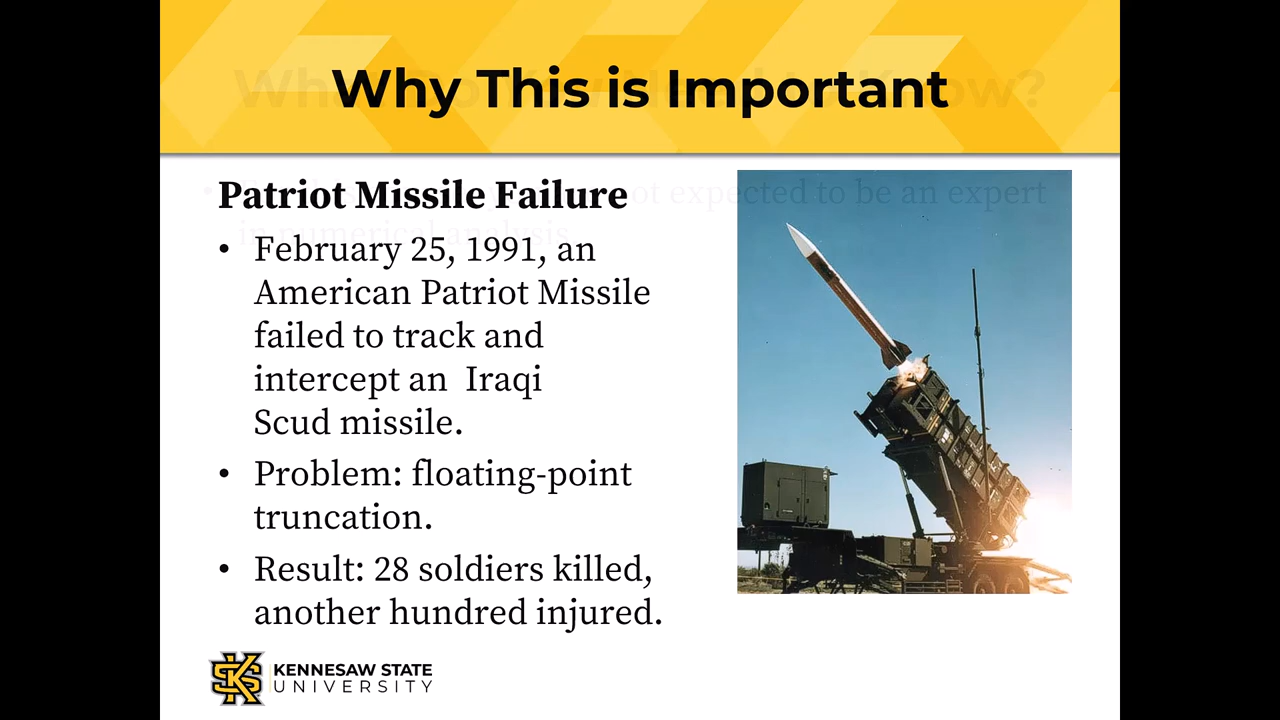 Why This is Important
Patriot Missile Failure
• February 25, 1991, an
American Patriot Missile
failed to track and
intercept an  Iraqi
Scud missile.
• Problem: floating-point
truncation.
• Result: 28 soldiers killed,
another hundred injured.
KENNESAW STATE
UNIVERSITY